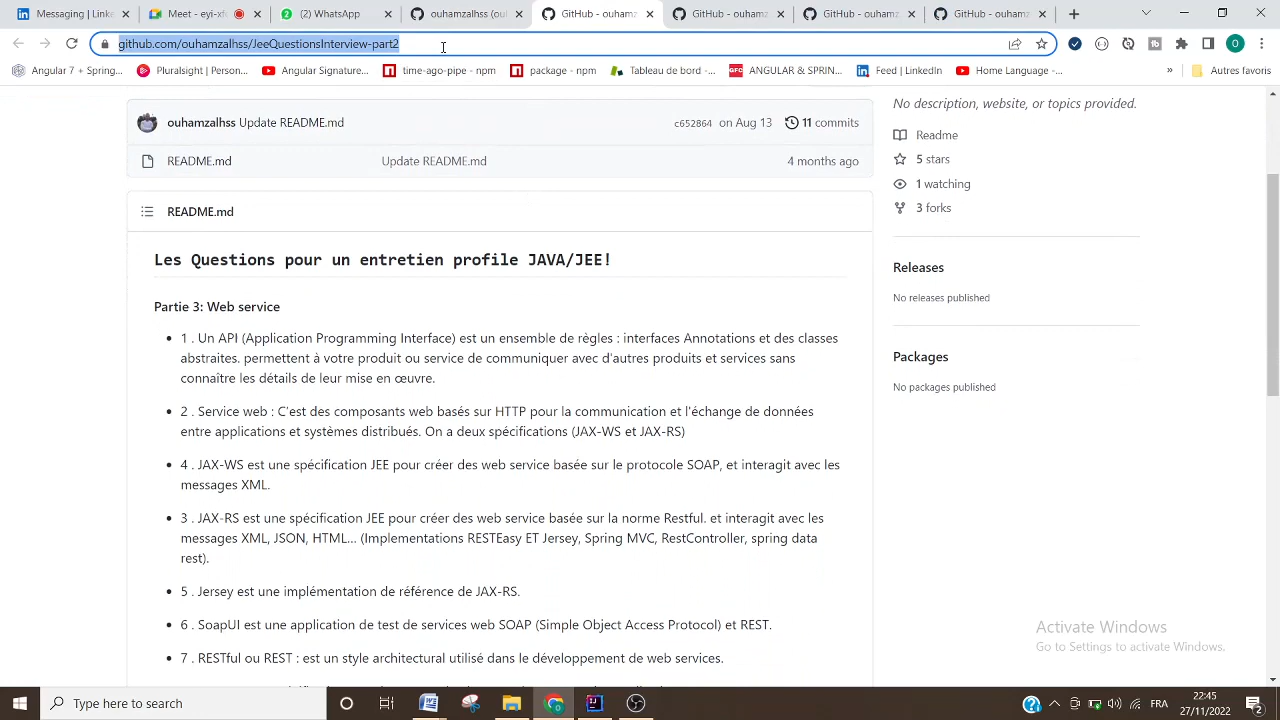 Messaging | Link
Meet - eyi-xf
(2) WhatsApp
ouhamzalhss (oul
GitHub - ouhamz
GitHub - ouhamz
GitHub - ouhamz
GitHub - ouhamz
github.com/ouhamzalhss/JeeQuestionsInterview-part2
Angular 7 + Spring...
Pluralsight | Person...
Angular Signature...
time-ago-pipe - npm
package - npm
Tableau de bord -...
ANGULAR & SPRIN...
Feed | LinkedIn
Home Language -...
»
Autres favoris
ouhamzalhss Update README.md
c652864 on Aug 13
11 commits
README.md
Update README.md
4 months ago
README.md
Les Questions pour un entretien profile JAVA/JEE!
Partie 3: Web service
• 1 . Un API (Application Programming Interface) est un ensemble de règles : interfaces Annotations et des classes
abstraites. permettent à votre produit ou service de communiquer avec d'autres produits et services sans
connaître les détails de leur mise en œuvre.
• 2 . Service web : C'est des composants web basés sur HTTP pour la communication et l'échange de données
entre applications et systèmes distribués. On a deux spécifications (JAX-WS et JAX-RS)
• 4 . JAX-WS est une spécification JEE pour créer des web service basée sur le protocole SOAP, et interagit avec les
messages XML.
• 3 . JAX-RS est une spécification JEE pour créer des web service basée sur la norme Restful. et interagit avec les
messages XML, JSON, HTML... (Implementations RESTEasy ET Jersey, Spring MVC, RestController, spring data
rest).
• 5 . Jersey est une implémentation de référence de JAX-RS.
• 6 . SoapUI est une application de test de services web SOAP (Simple Object Access Protocol) et REST.
• 7 . RESTful ou REST : est un style architectural utilisé dans le développement de web services.
No description, website, or topics provided.
Readme
5 stars
1 watching
3 forks
Releases
No releases published
Packages
No packages published
Activate Windows
Go to Settings to activate Windows.
Type here to search
FRA
22:45
27/11/2022
2